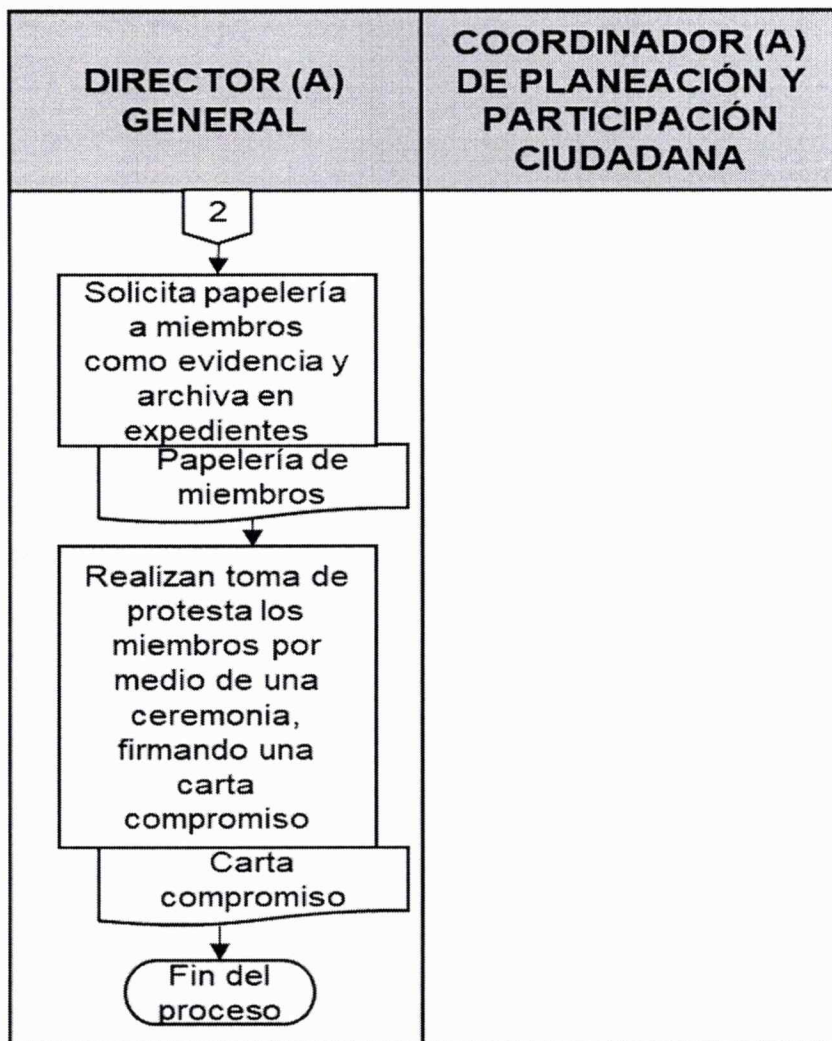 DIRECTOR (A)
GENERAL
COORDINADOR (A)
DE PLANEACIÓN Y
PARTICIPACIÓN
CIUDADANA
2
Solicita papelería
a miembros
como evidencia y
archiva en
expedientes
Papelería de
miembros
Realizan toma de
protesta los
miembros por
medio de una
ceremonia,
firmando una
carta
compromiso
Carta
compromiso
Fin del
proceso